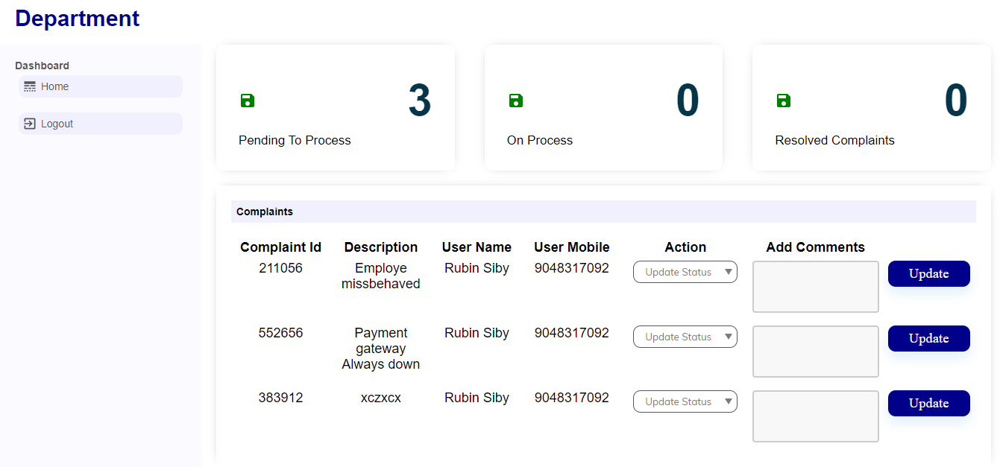 Department
Dashboard
Home
Logout
3
Pending To Process
0
On Process
0
Resolved Complaints
Complaints
Complaint Id Description User Name User Mobile Action Add Comments
211056 Employe Rubin Siby 9048317092 Update Status Update
missbehaved
552656 Payment Rubin Siby 9048317092 Update Status Update
gateway
Always down
383912 xczxcx Rubin Siby 9048317092 Update Status Update